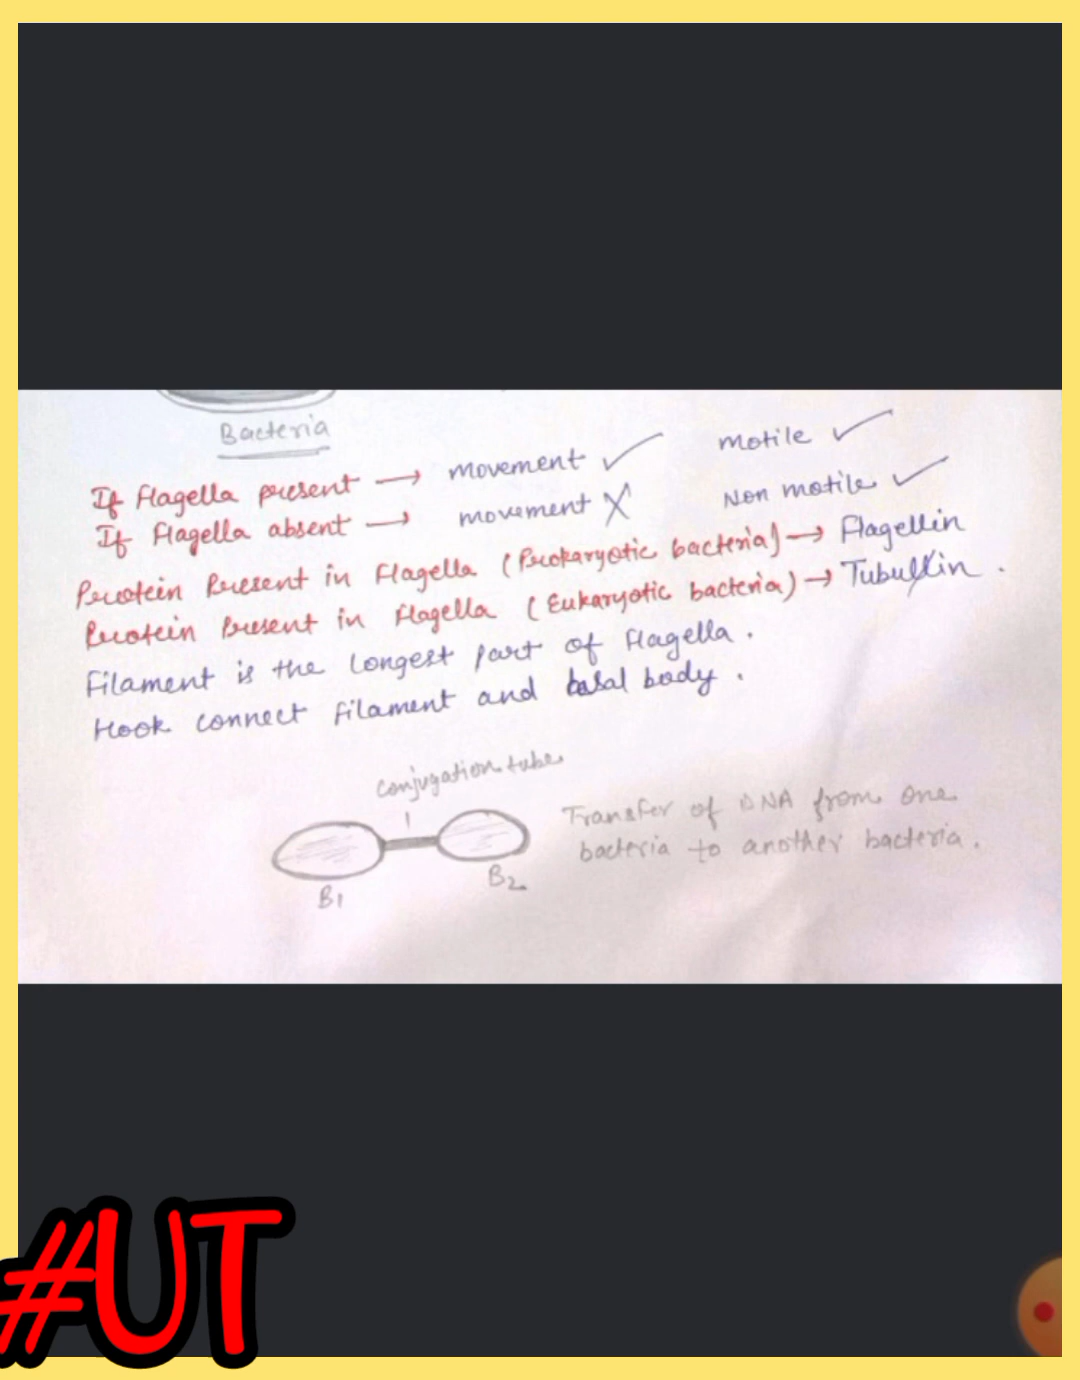 Bacteria
If flagella present → movement ✓ motile ✓
If flagella absent → movement X Non motile ✓
Protein Present in flagella (Prokaryotic bacteria) → Flagellin
Protein Present in flagella (Eukaryotic bacteria) → Tubullin.
Filament is the longest part of flagella.
Hook connect filament and basal body.
conjugation tube
Transfer of DNA from one
bacteria to another bacteria.
B1
B2
#UT